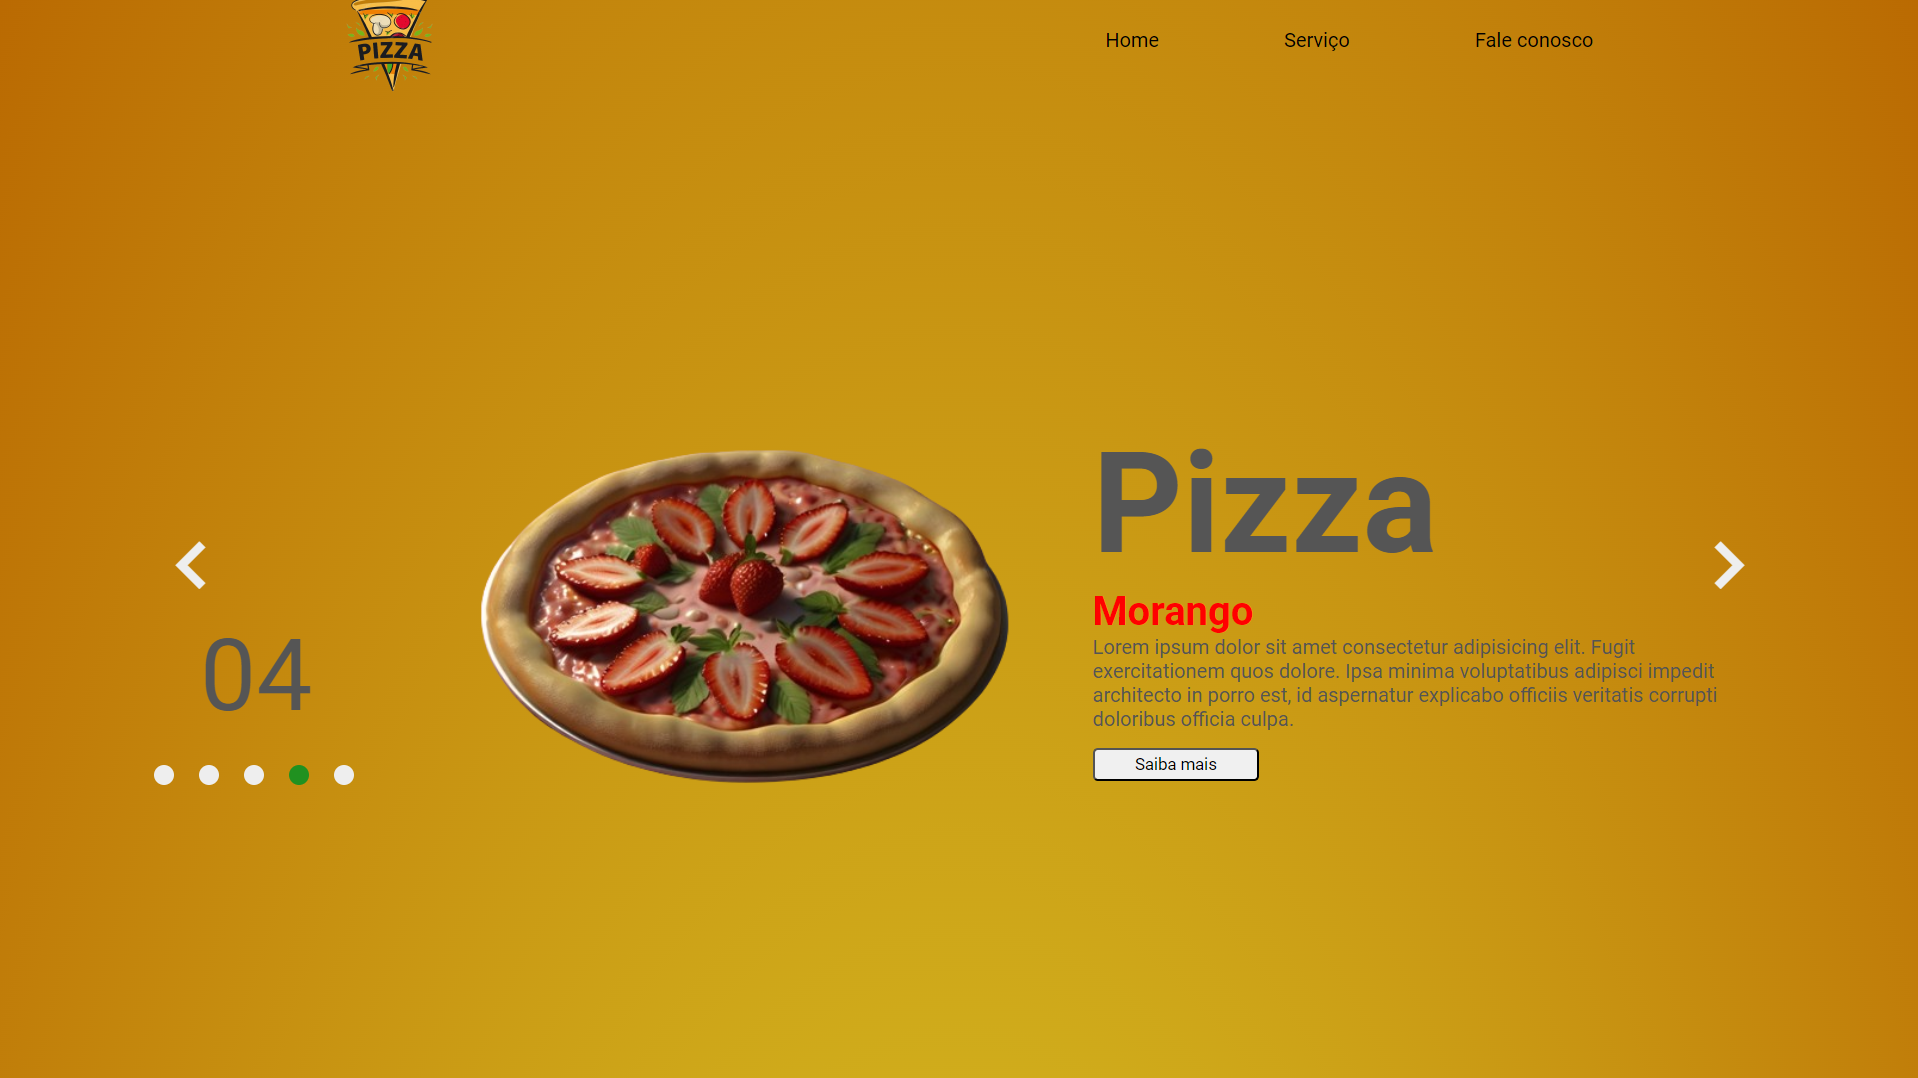 PIZZA
Home
Serviço
Fale conosco
Pizza
Morango
Lorem ipsum dolor sit amet consectetur adipisicing elit. Fugit
exercitationem quos dolore. Ipsa minima voluptatibus adipisci impedit
architecto in porro est, id aspernatur explicabo officiis veritatis corrupti
doloribus officia culpa.
Saiba mais
04